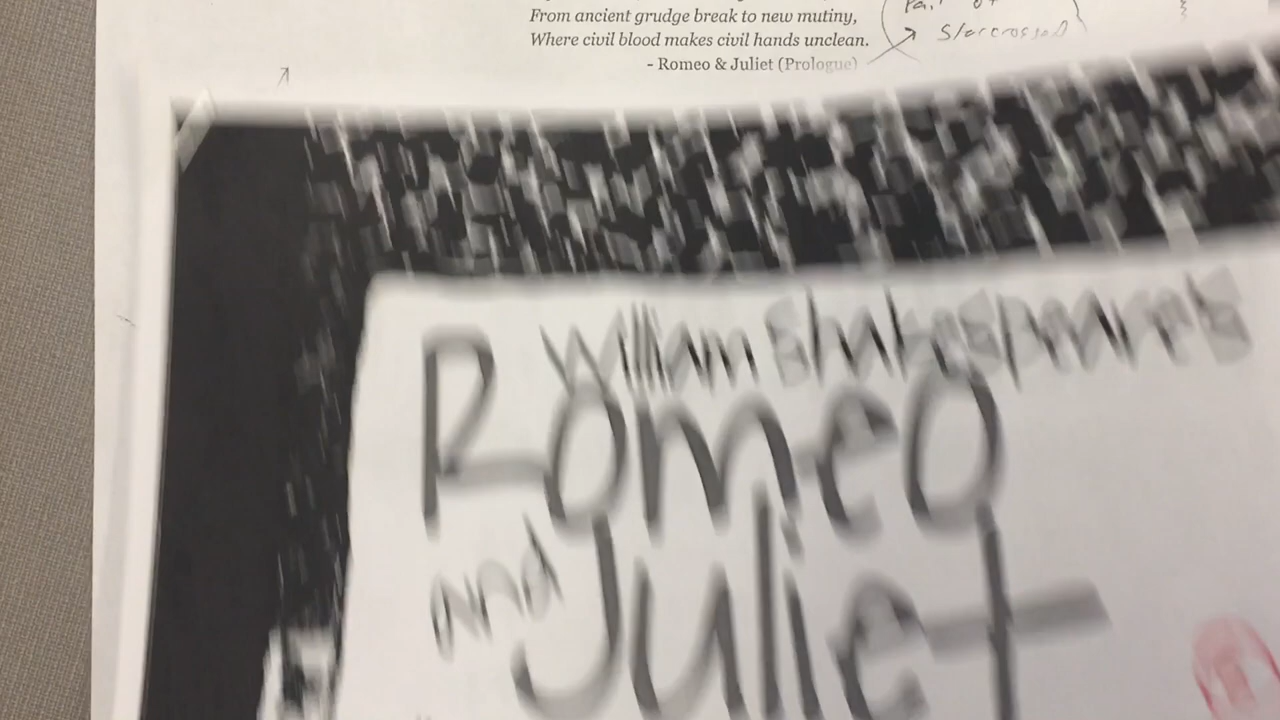 From ancient grudge break to new mutiny,
Where civil blood makes civil hands unclean.
- Romeo & Juliet (Prologue)
starcrossed
William Shakespeare's
Romeo
and
Juliet